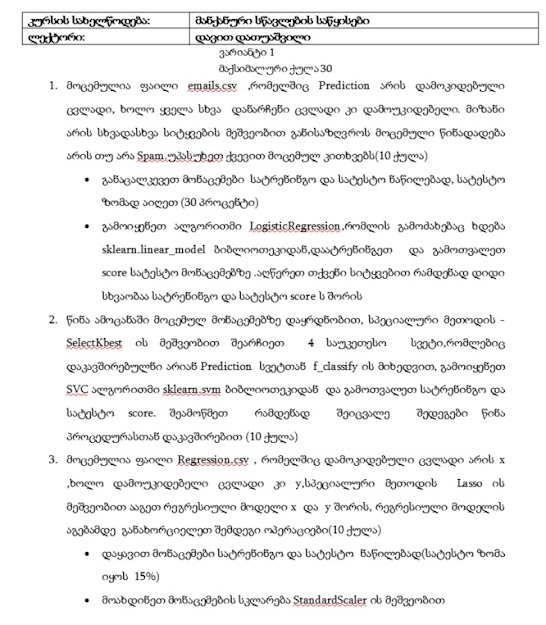 კურსის სახელწოდება: მანქანური სწავლების საწყისები
ლექტორი: დავით დათუაშვილი
ვარიანტი 1
მაქსიმალური ქულა 30
1. მოცემულია ფაილი emails.csv ,რომელშიც Prediction არის დამოკიდებული
ცვლადი, ხოლო ყველა სხვა დანარჩენი ცვლადი კი დამოუკიდებელი. მიზანი
არის სხვადასხვა სიტყვების მეშვეობით განისაზღვროს მოცემული წინადადება
არის თუ არა Spam.უპასუხეთ ქვევით მოცემულ კითხვებს(10 ქულა)
• განაცალკევეთ მონაცემები სატრენინგო და სატესტო ნაწილებად, სატესტო
ზომად აიღეთ (30 პროცენტი)
• გამოიყენეთ ალგორითმი LogisticRegression,რომლის გამოძახებაც ხდება
sklearn.linear_model ბიბლიოთეკიდან,დაატრენინგეთ და გამოთვალეთ
score სატესტო მონაცემებზე .აღწერეთ თქვენი სიტყვებით რამდენად დიდი
სხვაობაა სატრენინგო და სატესტო score ს შორის
2. წინა ამოცანაში მოცემულ მონაცემებზე დაყრდნობით, სპეციალური მეთოდის -
SelectKbest ის მეშვეობით შეარჩიეთ 4 საუკეთესო სვეტი,რომლებიც
დაკავშირებულნი არიან Prediction სვეტთან f_classify ის მიხედვით, გამოიყენეთ
SVC ალგორითმი sklearn.svm ბიბლიოთეკიდან და გამოთვალეთ სატრენინგო და
სატესტო score. შეამოწმეთ რამდენად შეიცვალე შედეგები წინა
პროცედურასთან დაკავშირებით (10 ქულა)
3. მოცემულია ფაილი Regression.csv , რომელშიც დამოკიდებული ცვლადი არის x
,ხოლო დამოუკიდებელი ცვლადი კი y,სპეციალური მეთოდის Lasso ის
მეშვეობით ააგეთ რეგრესიული მოდელი x და y შორის, რეგრესიული მოდელის
აგებამდე განახორციელეთ შემდეგი ოპერაციები(10 ქულა)
• დაყავით მონაცემები სატრენინგო და სატესტო ნაწილებად(სატესტო ზომა
იყოს 15%)
• მოახდინეთ მონაცემების სკლარება StandardScaler ის მეშვეობით